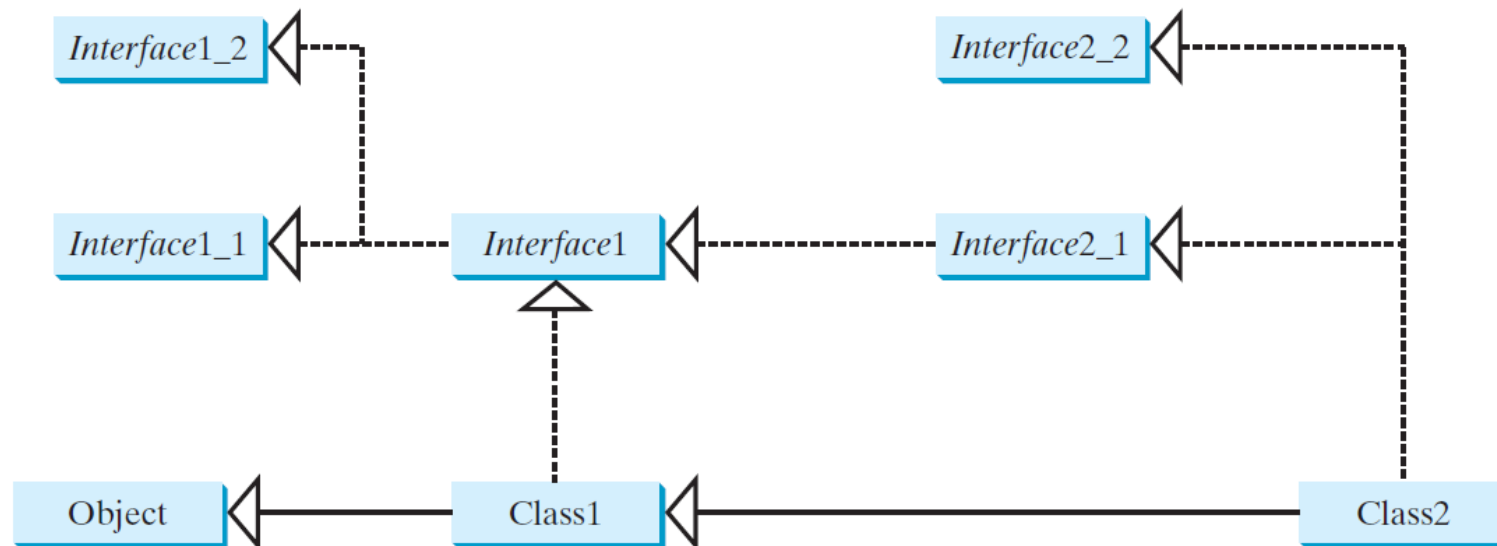 Interface1_2
Interface2_2
Interface1_1
Interface1
Interface2_1
Object
Class1
Class2